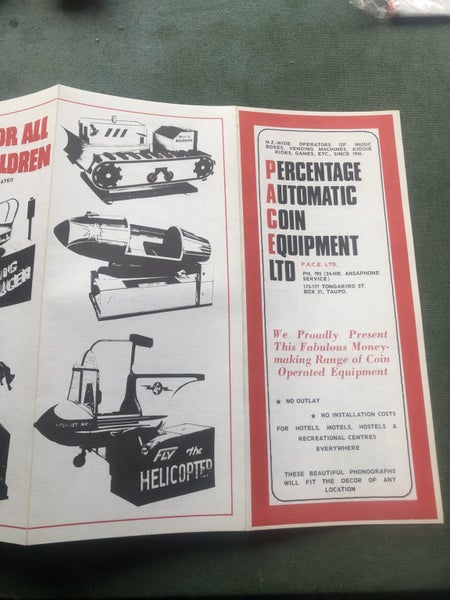 OR ALL
LDREN
ATED
FLY the
HELICOPTER
N.Z.-WIDE OPERATORS OF MUSIC
BOXES, VENDING MACHINES, KIDDIE
RIDES, GAMES, ETC., SINCE 1945.
PERCENTAGE
AUTOMATIC
COIN
EQUIPMENT
LTD
P.A.C.E. LTD.
PH. 795 (24-HR. ANSAPHONE
SERVICE)
173-177 TONGARIRO ST.
BOX 21, TAUPO.
We Proudly Present
This Fabulous Money-
making Range of Coin
Operated Equipment
★ NO OUTLAY
★ NO INSTALLATION COSTS
FOR HOTELS, MOTELS, HOSTELS &
RECREATIONAL CENTRES
EVERYWHERE
THESE BEAUTIFUL PHONOGRAPHS
WILL FIT THE DECOR OF ANY
LOCATION